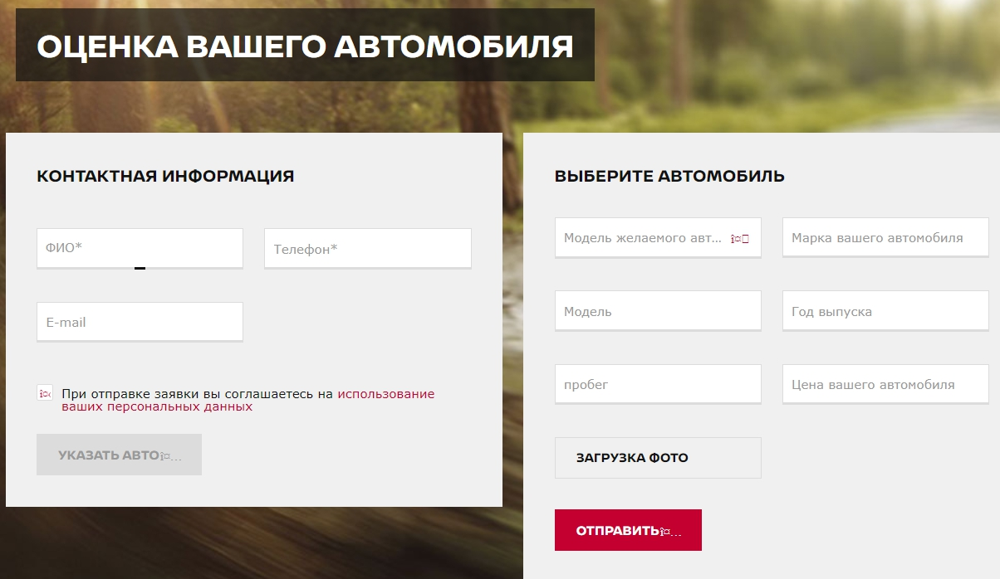 ОЦЕНКА ВАШЕГО АВТОМОБИЛЯ
КОНТАКТНАЯ ИНФОРМАЦИЯ
ФИО*
Телефон*
E-mail
При отправке заявки вы соглашаетесь на использование
ваших персональных данных
УКАЗАТЬ АВТО
ВЫБЕРИТЕ АВТОМОБИЛЬ
Модель желаемого авт...
Марка вашего автомобиля
Модель
Год выпуска
пробег
Цена вашего автомобиля
ЗАГРУЗКА ФОТО
ОТПРАВИТЬ